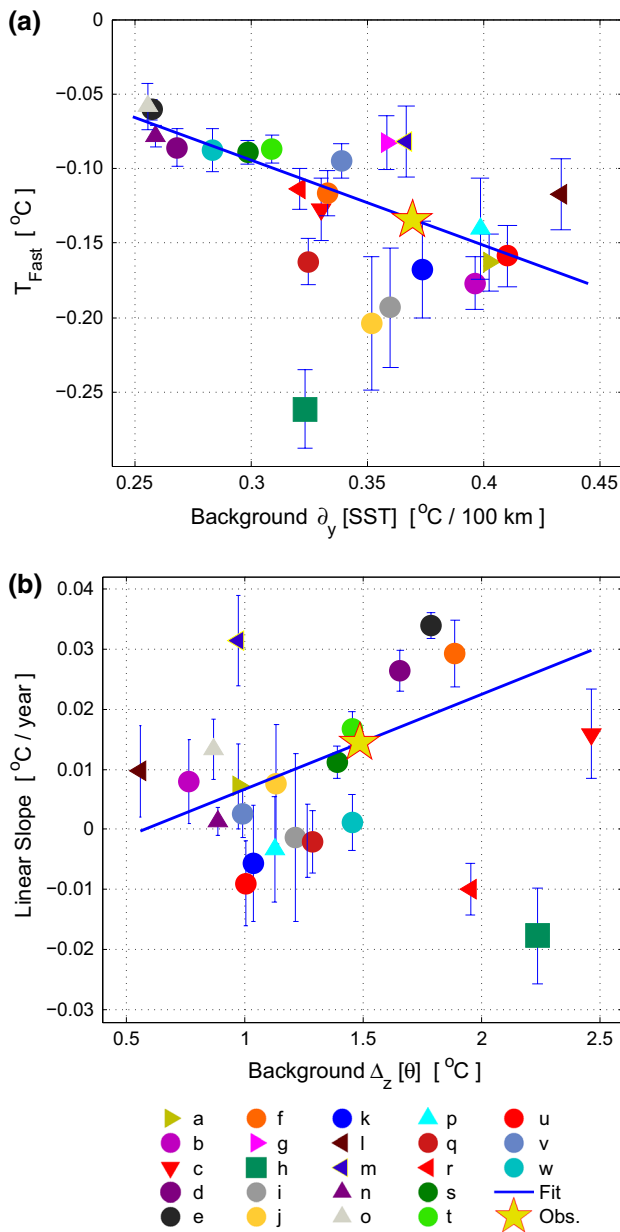 (a)
0
−0.05
−0.10
−0.15
−0.20
−0.25
T_Fast [°C]
0.25 0.3 0.35 0.4 0.45
Background ∂_y [SST] [°C / 100 km]
(b)
0.04
0.03
0.02
0.01
0
−0.01
−0.02
−0.03
Linear Slope [°C / year]
0.5 1 1.5 2 2.5
Background Δ_z [θ] [°C]
a f k p u
b g l q v
c h m r w
d i n s Fit
e j o t Obs.